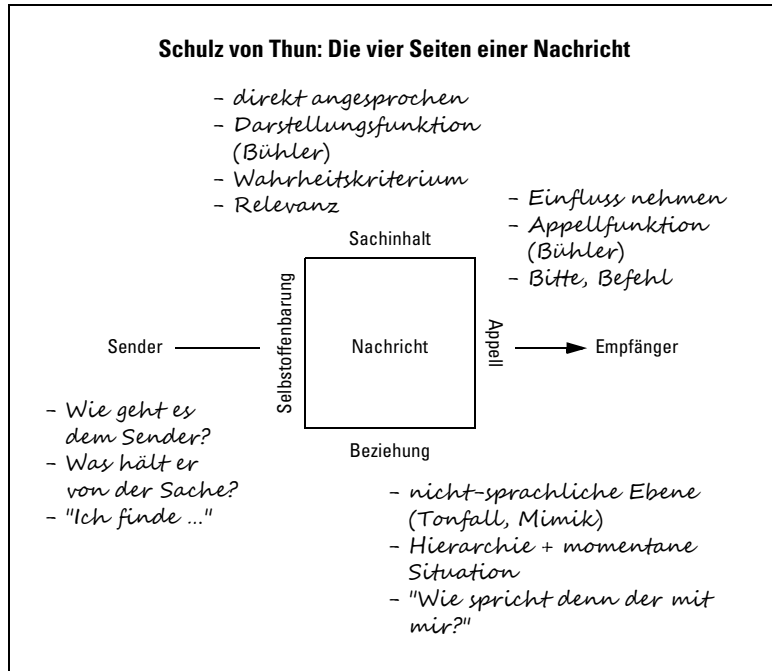 Schulz von Thun: Die vier Seiten einer Nachricht
– direkt angesprochen
– Darstellungsfunktion
(Bühler)
– Wahrheitskriterium
– Relevanz
– Einfluss nehmen
– Appellfunktion
(Bühler)
– Bitte, Befehl
Sachinhalt
Sender
Selbstoffenbarung
Nachricht
Appell
Empfänger
Beziehung
– Wie geht es
dem Sender?
– Was hält er
von der Sache?
– "Ich finde ..."
– nicht-sprachliche Ebene
(Tonfall, Mimik)
– Hierarchie + momentane
Situation
– "Wie spricht denn der mit
mir?"